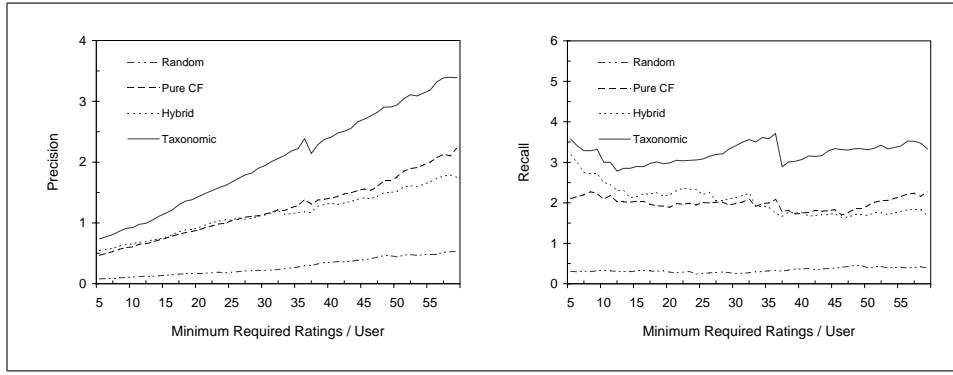 4
3
2
1
0
Precision
Random
Pure CF
Hybrid
Taxonomic
5 10 15 20 25 30 35 40 45 50 55
Minimum Required Ratings / User
6
5
4
3
2
1
0
Recall
Random
Pure CF
Hybrid
Taxonomic
5 10 15 20 25 30 35 40 45 50 55
Minimum Required Ratings / User